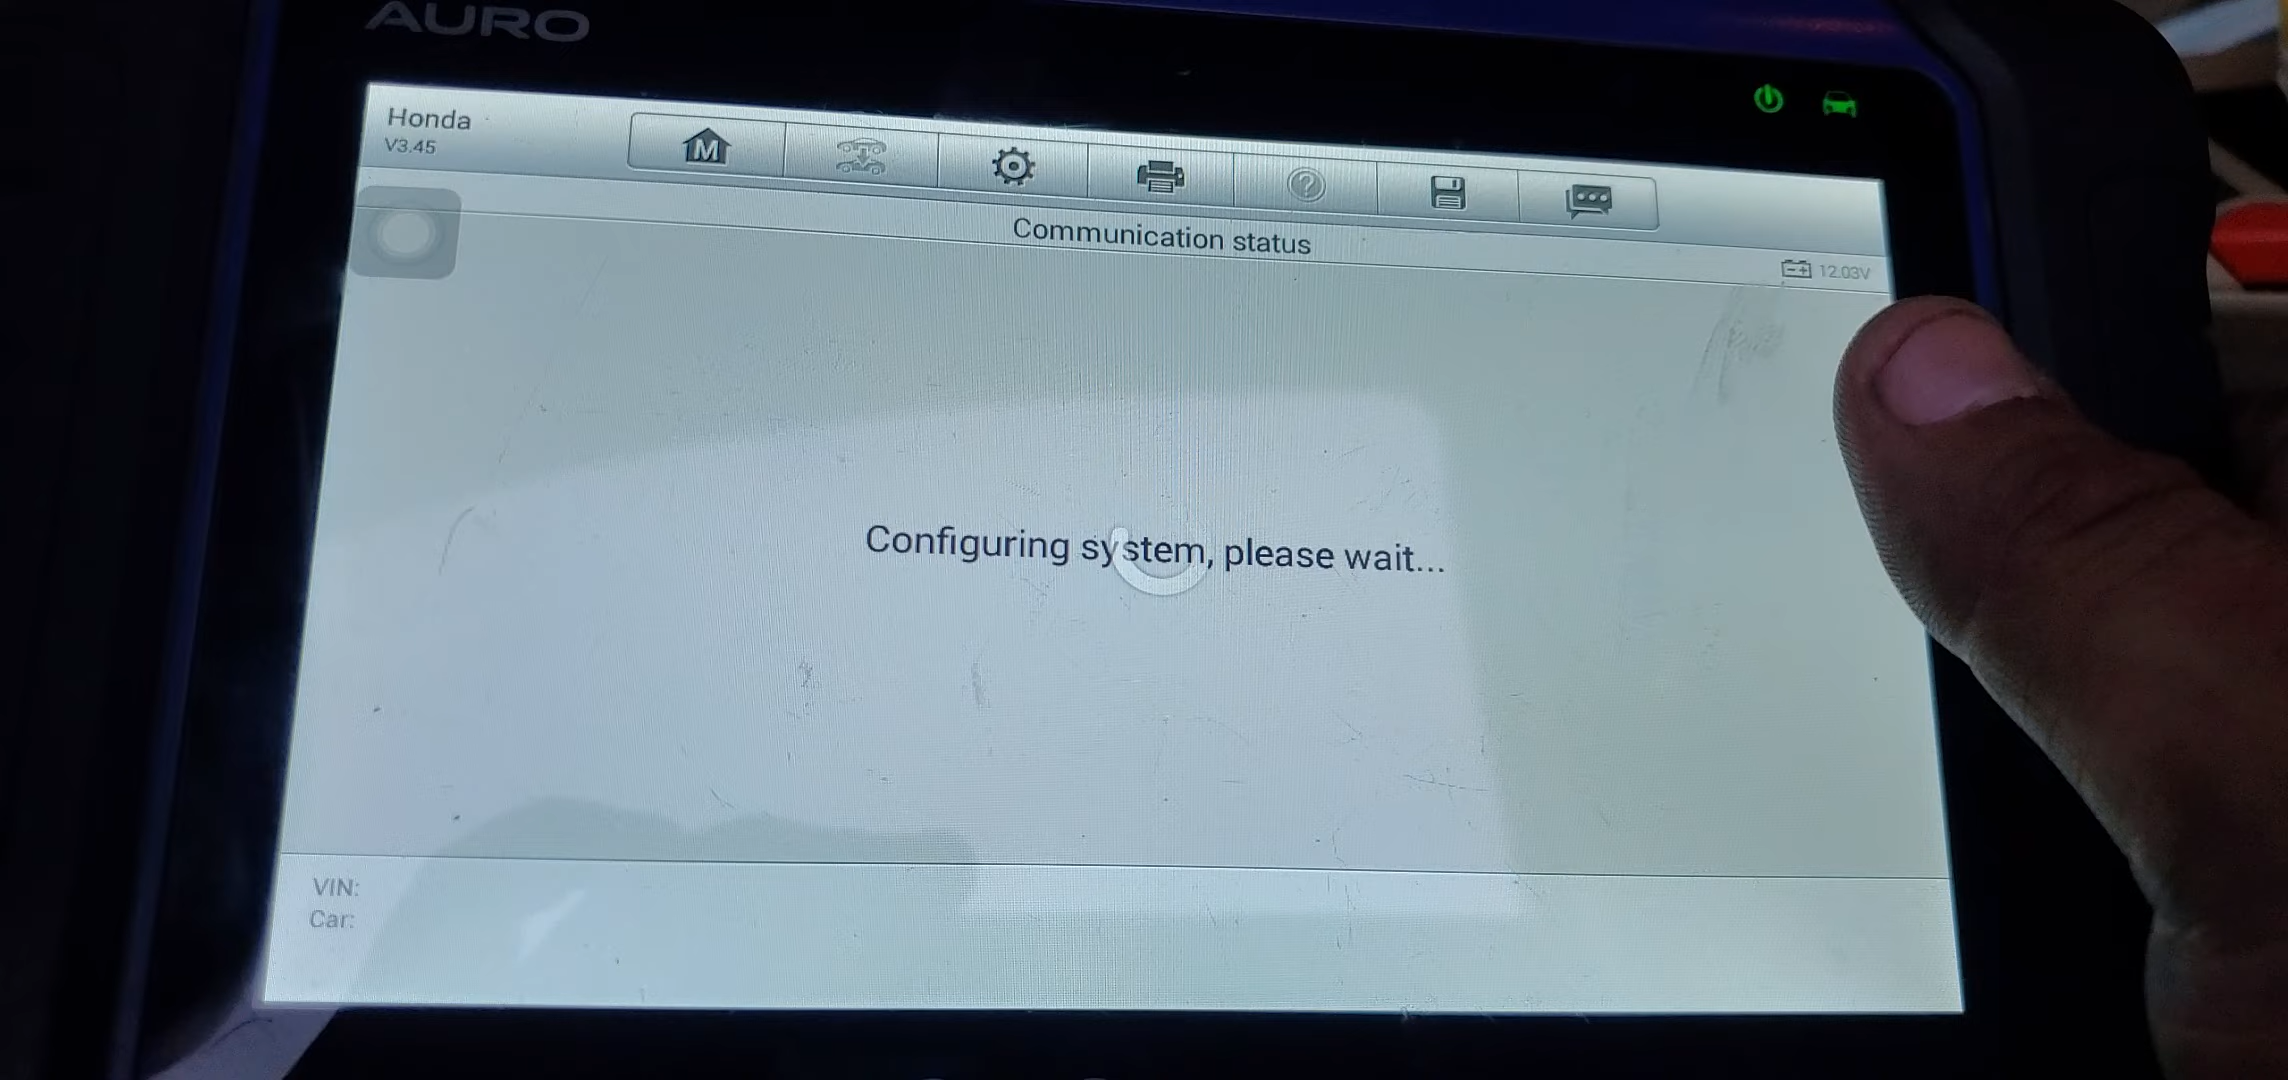 AURO
Honda
V3.45
M
?
Communication status
12.03V
Configuring system, please wait...
VIN:
Car: